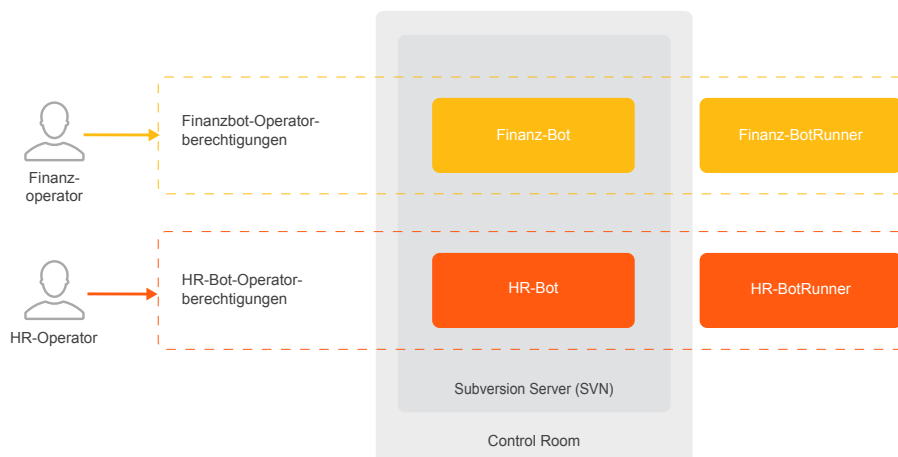 Finanzbot-Operator-
berechtigungen
Finanz-Bot
Finanz-BotRunner
Finanz-
operator
HR-Bot-Operator-
berechtigungen
HR-Bot
HR-BotRunner
HR-Operator
Subversion Server (SVN)
Control Room